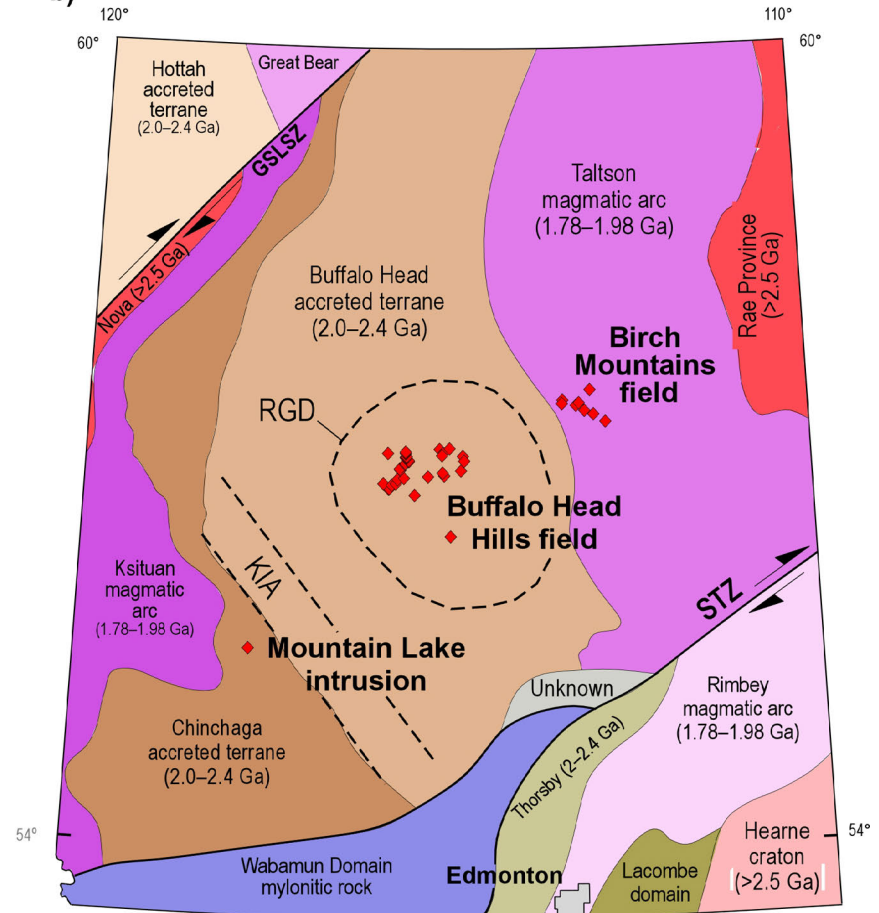 120°
110°
60°
60°
Hottah
accreted
terrane
(2.0–2.4 Ga)
Great Bear
GSLSZ
Nova (>2.5 Ga)
Taltson
magmatic arc
(1.78–1.98 Ga)
Rae Province
(>2.5 Ga)
Buffalo Head
accreted terrane
(2.0–2.4 Ga)
Birch
Mountains
field
RGD
Buffalo Head
Hills field
KIA
Ksituan
magmatic
arc
(1.78–1.98 Ga)
STZ
Mountain Lake
intrusion
Unknown
Rimbey
magmatic arc
(1.78–1.98 Ga)
Chinchaga
accreted terrane
(2.0–2.4 Ga)
Thorsby (2–2.4 Ga)
54°
54°
Wabamun Domain
mylonitic rock
Edmonton
Lacombe
domain
Hearne
craton
(>2.5 Ga)